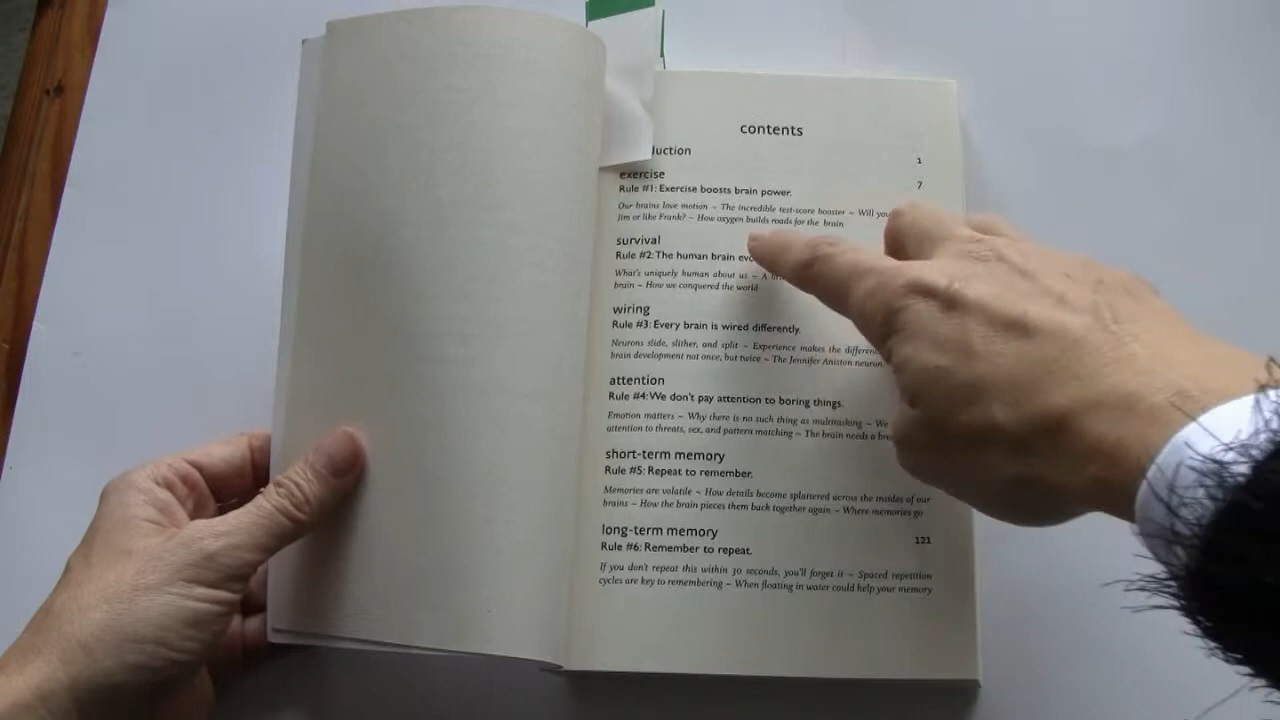 contents
uction
1
exercise
Rule #1: Exercise boosts brain power.
7
Our brains love motion ~ The incredible test-score booster ~ Will you
Jim or like Frank? ~ How oxygen builds roads for the brain
survival
Rule #2: The human brain
What's uniquely human about us ~ A
brain ~ How we conquered the world
wiring
Rule #3: Every brain is wired differently.
Neurons slide, slither, and split ~ Experience makes the
brain development not once, but twice ~ The Jennifer Aniston neuron
attention
Rule #4: We don't pay attention to boring things.
Emotion matters ~ Why there is no such thing as multitasking ~ We
attention to threats, sex, and pattern matching ~ The brain needs a
short-term memory
Rule #5: Repeat to remember.
Memories are volatile ~ How details become splattered across the insides of our
brains ~ How the brain pieces them back together again ~ Where memories go
long-term memory
121
Rule #6: Remember to repeat.
If you don't repeat this within 30 seconds, you'll forget it ~ Spaced repetition
cycles are key to remembering ~ When floating in water could help your memory